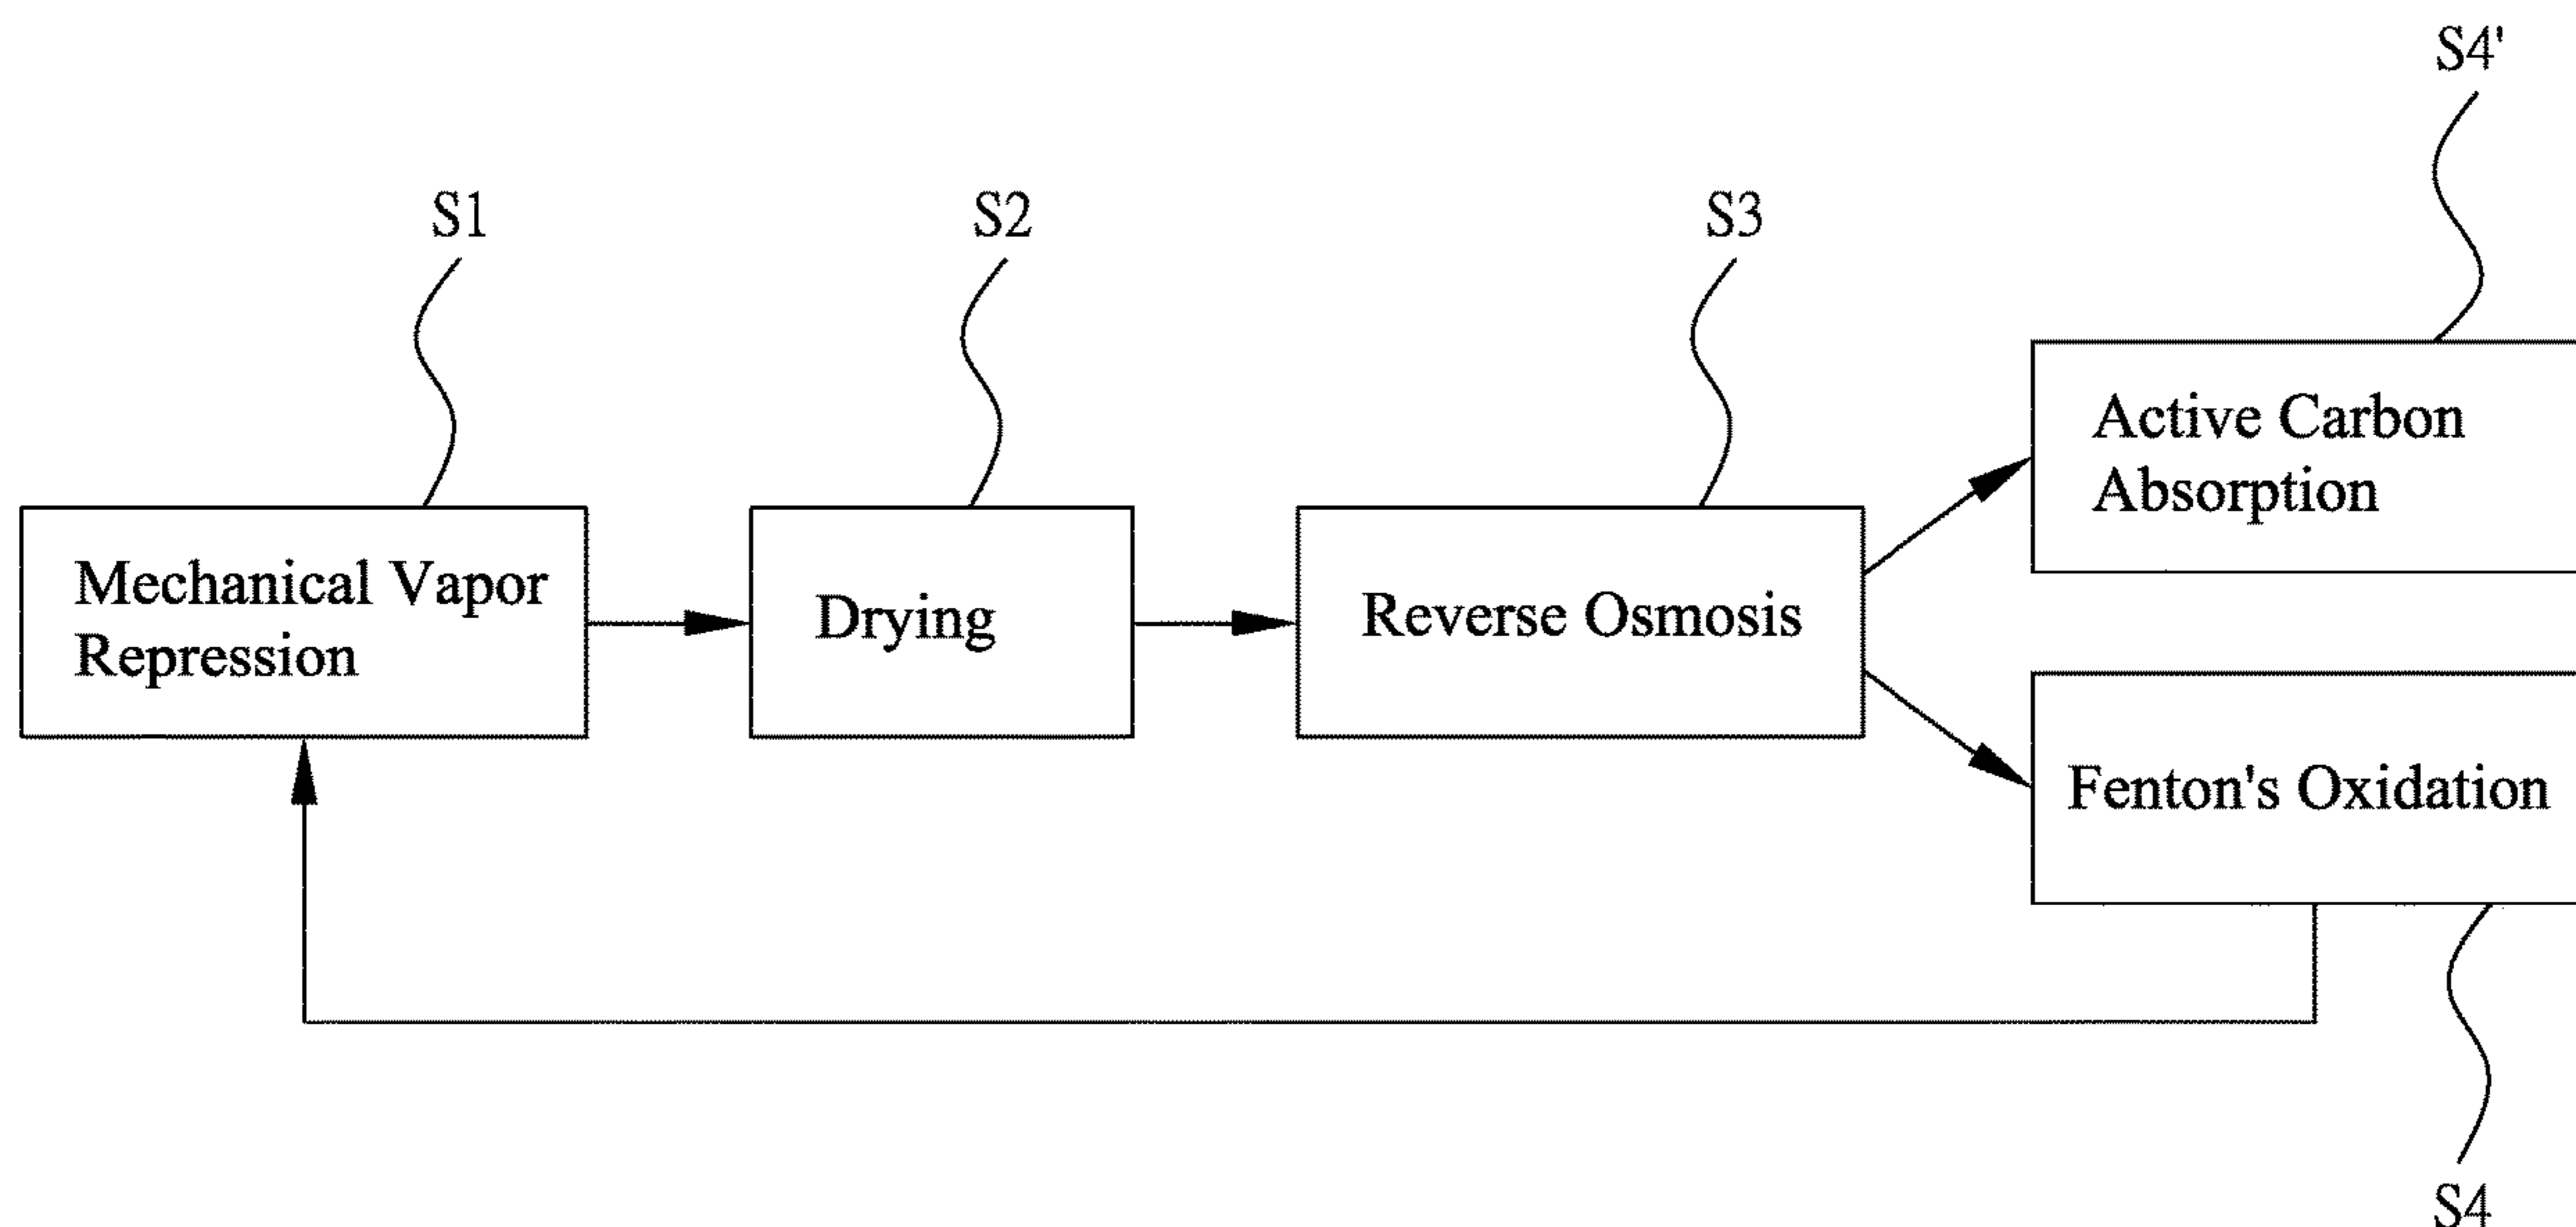 S4'
S1
S2
S3
Active Carbon
Absorption
Mechanical Vapor
Repression
Drying
Reverse Osmosis
Fenton's Oxidation
S4